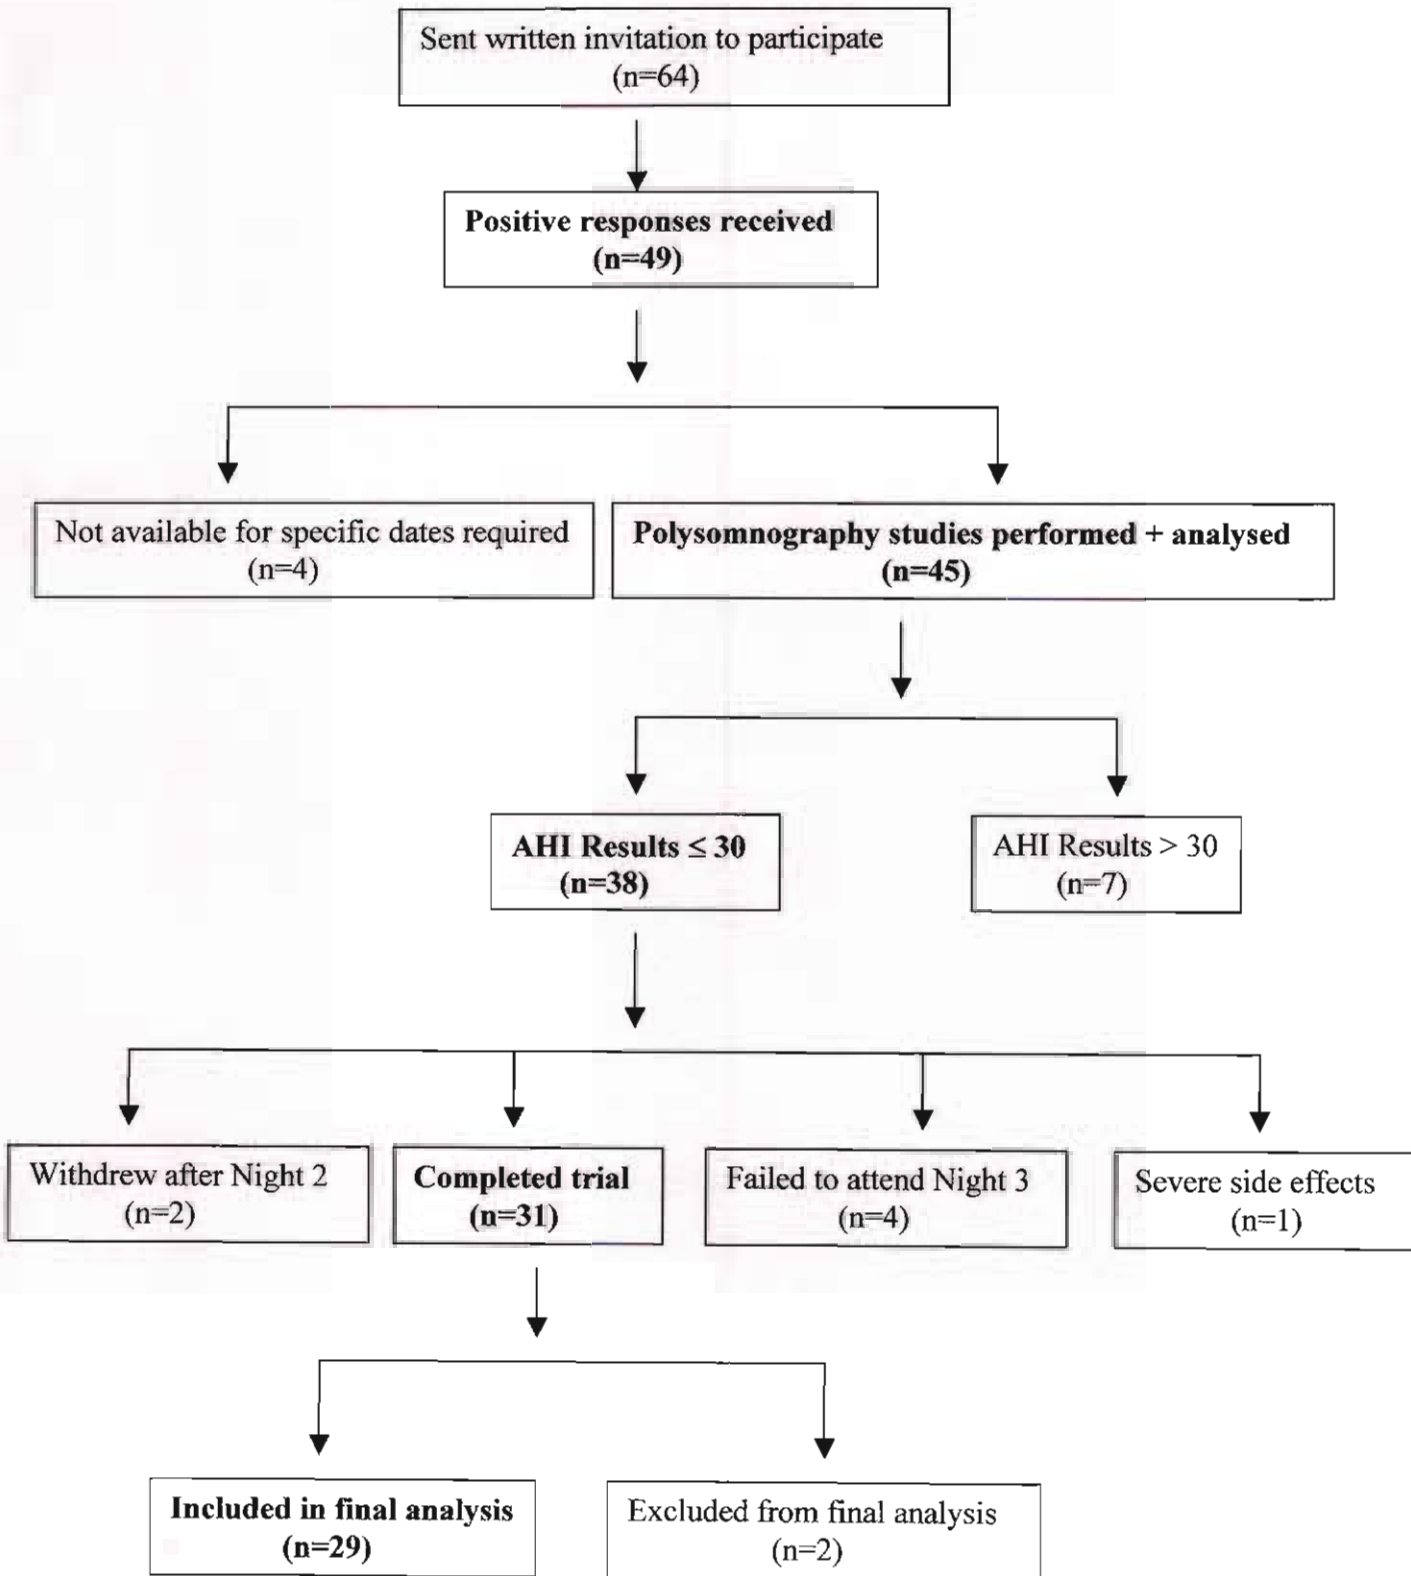 Sent written invitation to participate
(n=64)
Positive responses received
(n=49)
Not available for specific dates required
(n=4)
Polysomnography studies performed + analysed
(n=45)
AHI Results ≤ 30
(n=38)
AHI Results > 30
(n=7)
Withdrew after Night 2
(n=2)
Completed trial
(n=31)
Failed to attend Night 3
(n=4)
Severe side effects
(n=1)
Included in final analysis
(n=29)
Excluded from final analysis
(n=2)